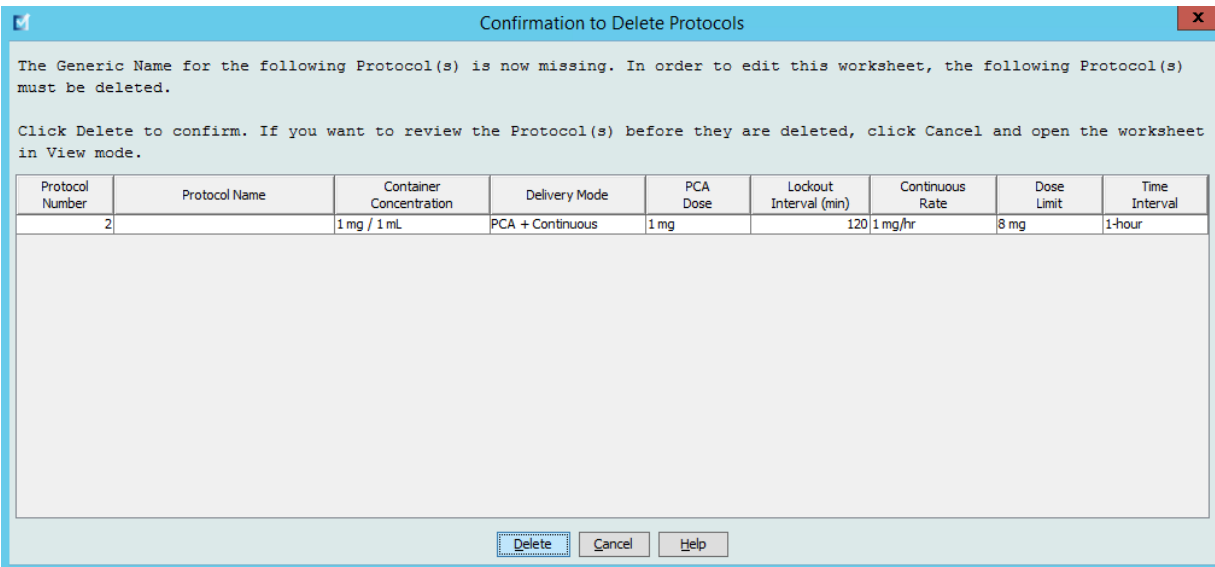 Confirmation to Delete Protocols
x
The Generic Name for the following Protocol(s) is now missing. In order to edit this worksheet, the following Protocol(s)
must be deleted.
Click Delete to confirm. If you want to review the Protocol(s) before they are deleted, click Cancel and open the worksheet
in View mode.
Protocol Number Protocol Name Container Concentration Delivery Mode PCA Dose Lockout Interval (min) Continuous Rate Dose Limit Time Interval
2 1 mg / 1 mL PCA + Continuous 1 mg 120 1 mg/hr 8 mg 1-hour
Delete Cancel Help